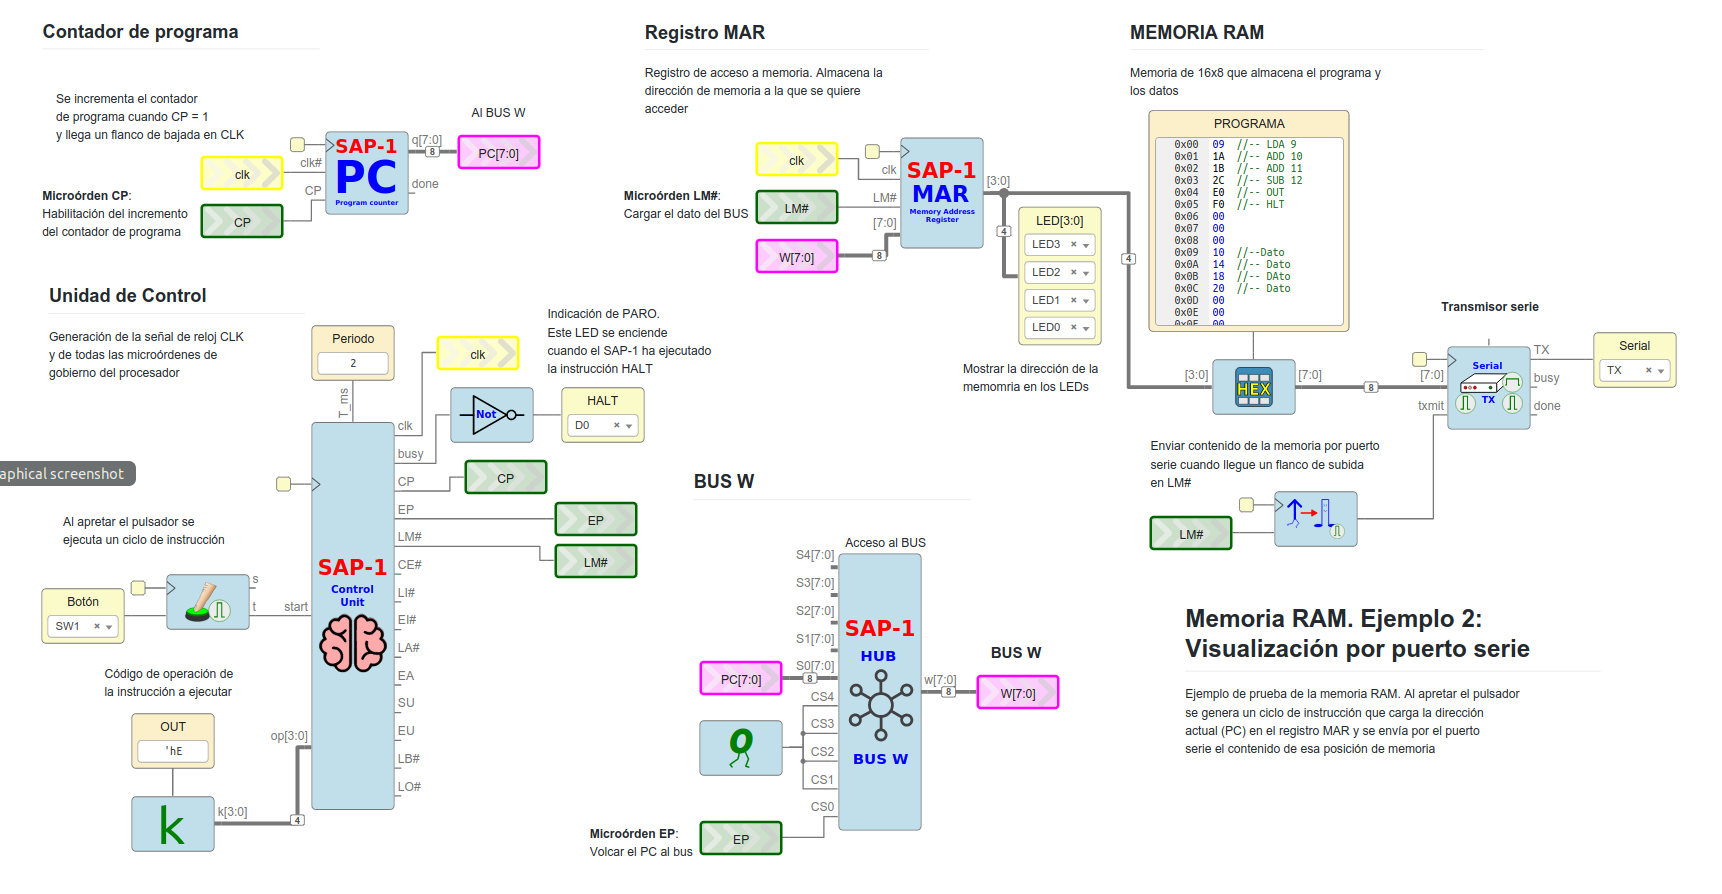 Contador de programa
Se incrementa el contador
de programa cuando CP = 1
y llega un flanco de bajada en CLK
Al BUS W
clk
CP
clk#
CP
SAP-1
PC
Program counter
q[7:0]
done
8
PC[7:0]
Microórden CP:
Habilitación del incremento
del contador de programa
Registro MAR
Registro de acceso a memoria. Almacena la
dirección de memoria a la que se quiere
acceder
clk
LM#
W[7:0]
8
clk
LM#
[7:0]
SAP-1
MAR
Memory Address
Register
[3:0]
4
4
Microórden LM#:
Cargar el dato del BUS
LED[3:0]
LED3
LED2
LED1
LED0
Mostrar la dirección de la
memomria en los LEDs
MEMORIA RAM
Memoria de 16x8 que almacena el programa y
los datos
PROGRAMA
0x00 09 //-- LDA 9
0x01 1A //-- ADD 10
0x02 1B //-- ADD 11
0x03 2C //-- SUB 12
0x04 E0 //-- OUT
0x05 F0 //-- HLT
0x06 00
0x07 00
0x08 00
0x09 10 //--Dato
0x0A 14 //-- Dato
0x0B 18 //-- DAto
0x0C 20 //-- Dato
0x0D 00
0x0E 00
0x0F 00
[3:0]
HEX
[7:0]
8
Transmisor serie
[7:0]
txmit
Serial
TX
TX
busy
done
Serial
TX
Enviar contenido de la memoria por puerto
serie cuando llegue un flanco de subida
en LM#
LM#
Unidad de Control
Generación de la señal de reloj CLK
y de todas las microórdenes de
gobierno del procesador
Periodo
2
T_ms
clk
Indicación de PARO.
Este LED se enciende
cuando el SAP-1 ha ejecutado
la instrucción HALT
Not
HALT
D0
aphical screenshot
Al apretar el pulsador se
ejecuta un ciclo de instrucción
Botón
SW1
s
t
start
Código de operación de
la instrucción a ejecutar
OUT
'hE
k
k[3:0]
4
op[3:0]
SAP-1
Control
Unit
clk
busy
CP
EP
LM#
CE#
LI#
EI#
LA#
EA
SU
EU
LB#
LO#
CP
EP
LM#
BUS W
Acceso al BUS
S4[7:0]
S3[7:0]
S2[7:0]
S1[7:0]
S0[7:0]
CS4
CS3
CS2
CS1
CS0
PC[7:0]
8
0
SAP-1
HUB
BUS W
w[7:0]
8
BUS W
W[7:0]
Microórden EP:
Volcar el PC al bus
EP
Memoria RAM. Ejemplo 2:
Visualización por puerto serie
Ejemplo de prueba de la memoria RAM. Al apretar el pulsador
se genera un ciclo de instrucción que carga la dirección
actual (PC) en el registro MAR y se envía por el puerto
serie el contenido de esa posición de memoria